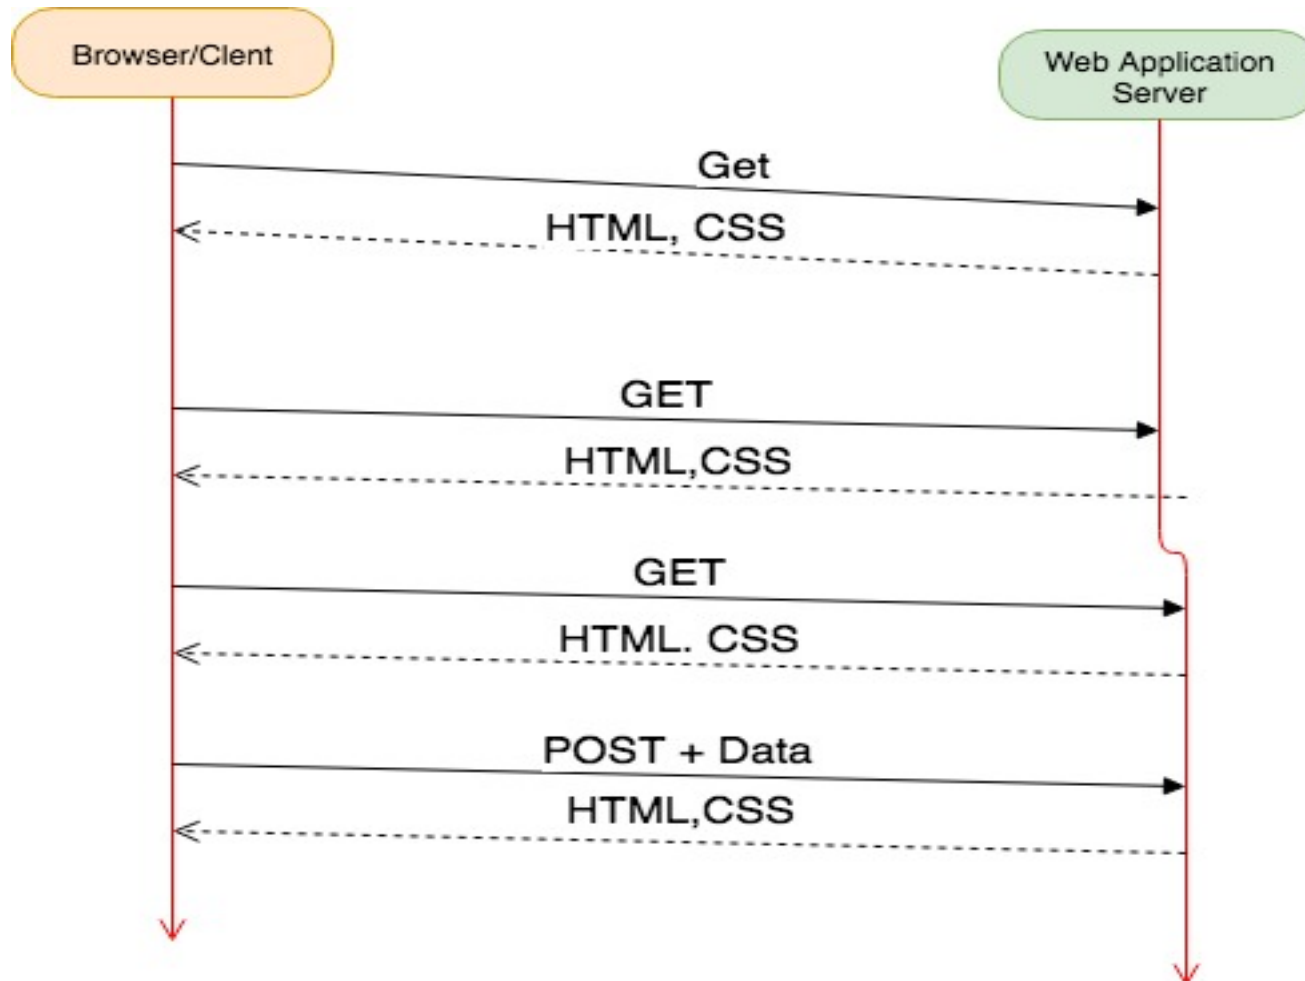 Browser/Clent
Web Application
Server
Get
HTML, CSS
GET
HTML,CSS
GET
HTML. CSS
POST + Data
HTML,CSS